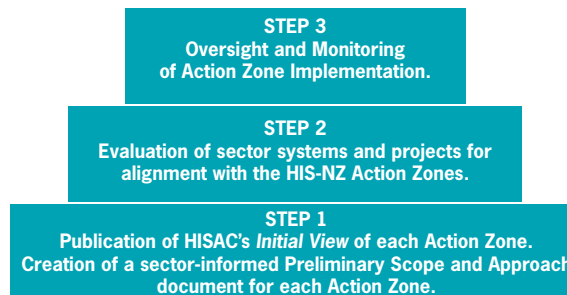 STEP 3
Oversight and Monitoring
of Action Zone Implementation.
STEP 2
Evaluation of sector systems and projects for
alignment with the HIS-NZ Action Zones.
STEP 1
Publication of HISAC's Initial View of each Action Zone.
Creation of a sector-informed Preliminary Scope and Approach
document for each Action Zone.